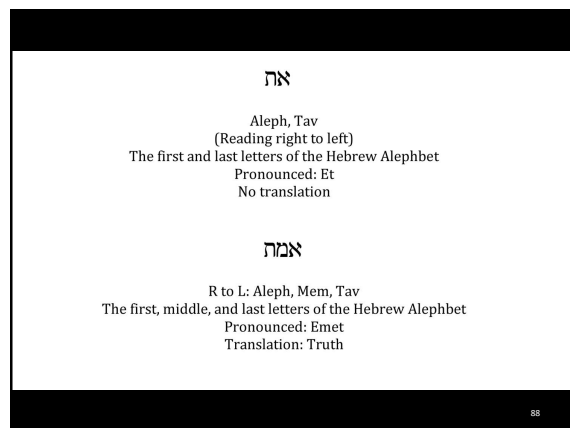 את
Aleph, Tav
(Reading right to left)
The first and last letters of the Hebrew Alephbet
Pronounced: Et
No translation
אמת
R to L: Aleph, Mem, Tav
The first, middle, and last letters of the Hebrew Alephbet
Pronounced: Emet
Translation: Truth
88